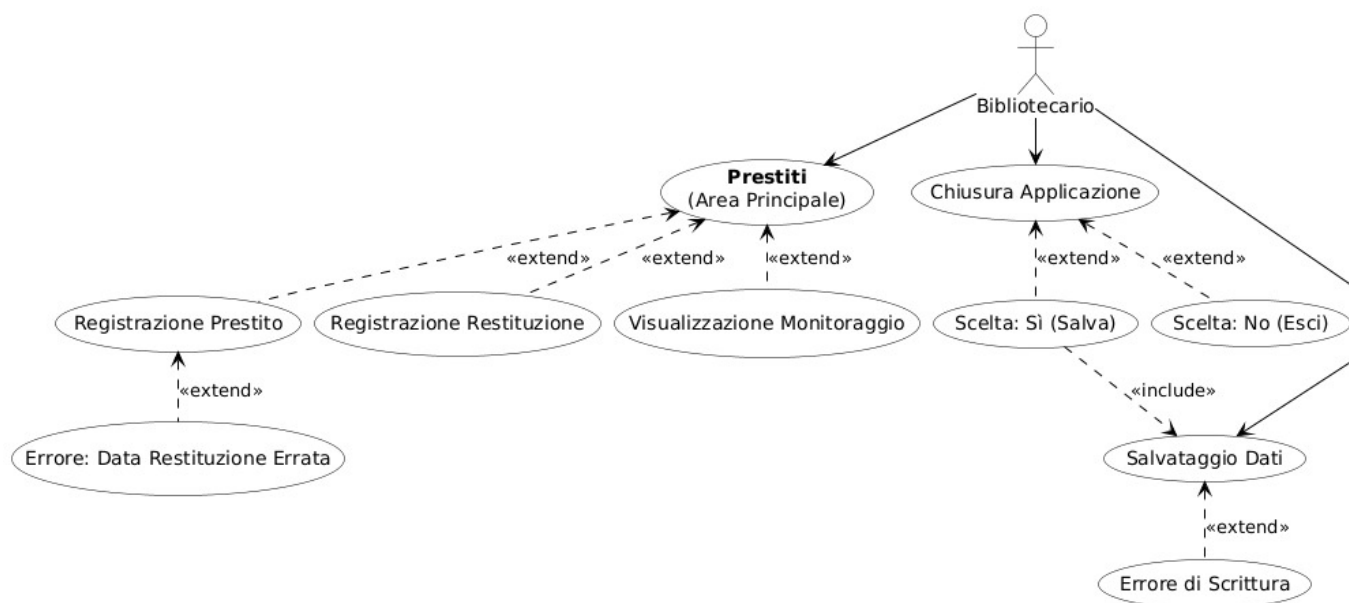 Bibliotecario
Prestiti
(Area Principale)
Chiusura Applicazione
«extend»
«extend»
«extend»
«extend»
«extend»
Registrazione Prestito
Registrazione Restituzione
Visualizzazione Monitoraggio
Scelta: Sì (Salva)
Scelta: No (Esci)
«extend»
«include»
Errore: Data Restituzione Errata
Salvataggio Dati
«extend»
Errore di Scrittura